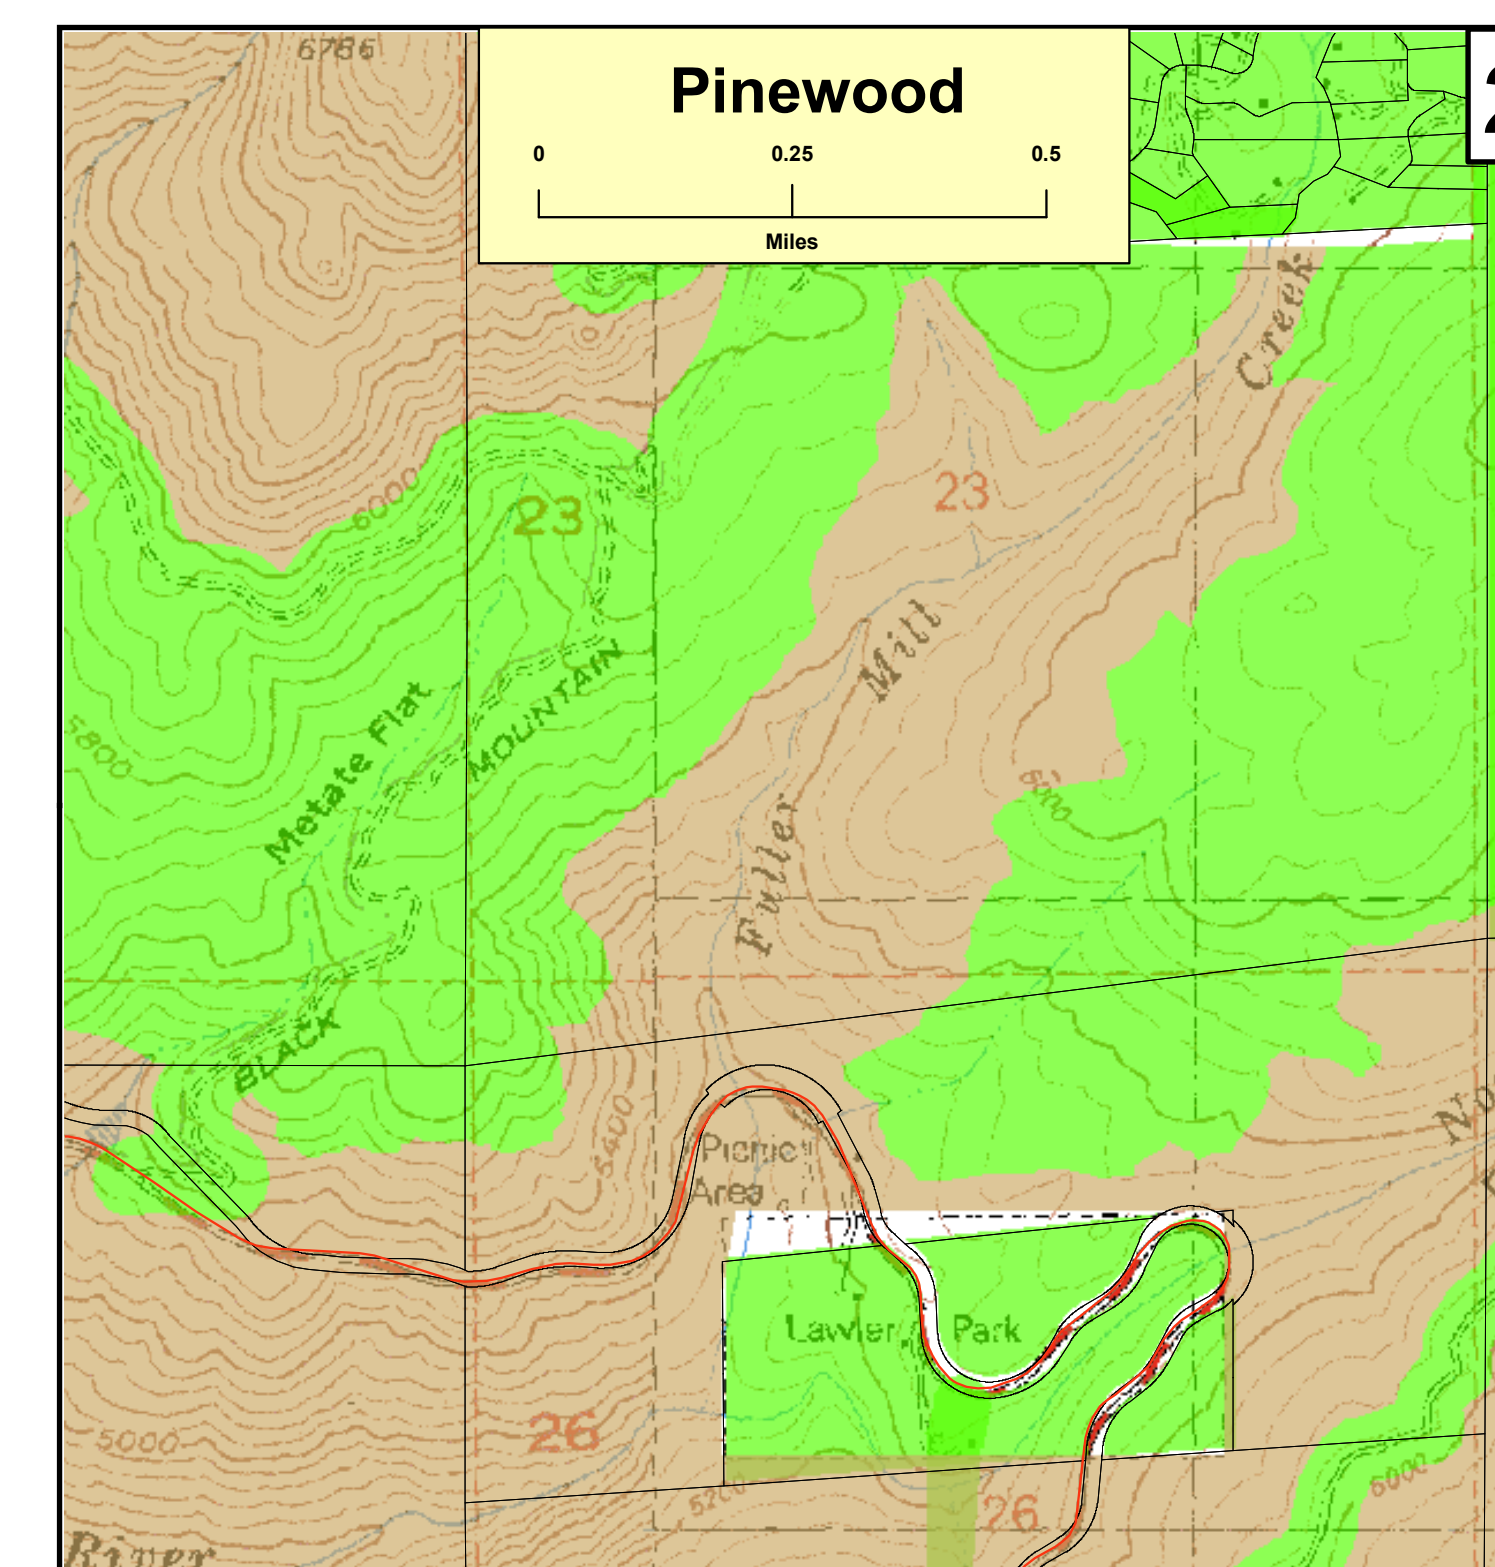 6786
Pinewood
0 0.25 0.5
Miles
Creek
6000
23
23
Mill
MOUNTAIN
Metate Flat
5800
6000
Fuller
BLACK
5400
Picnic
Area
Lawler Park
26
5000
5200
26
6000
River